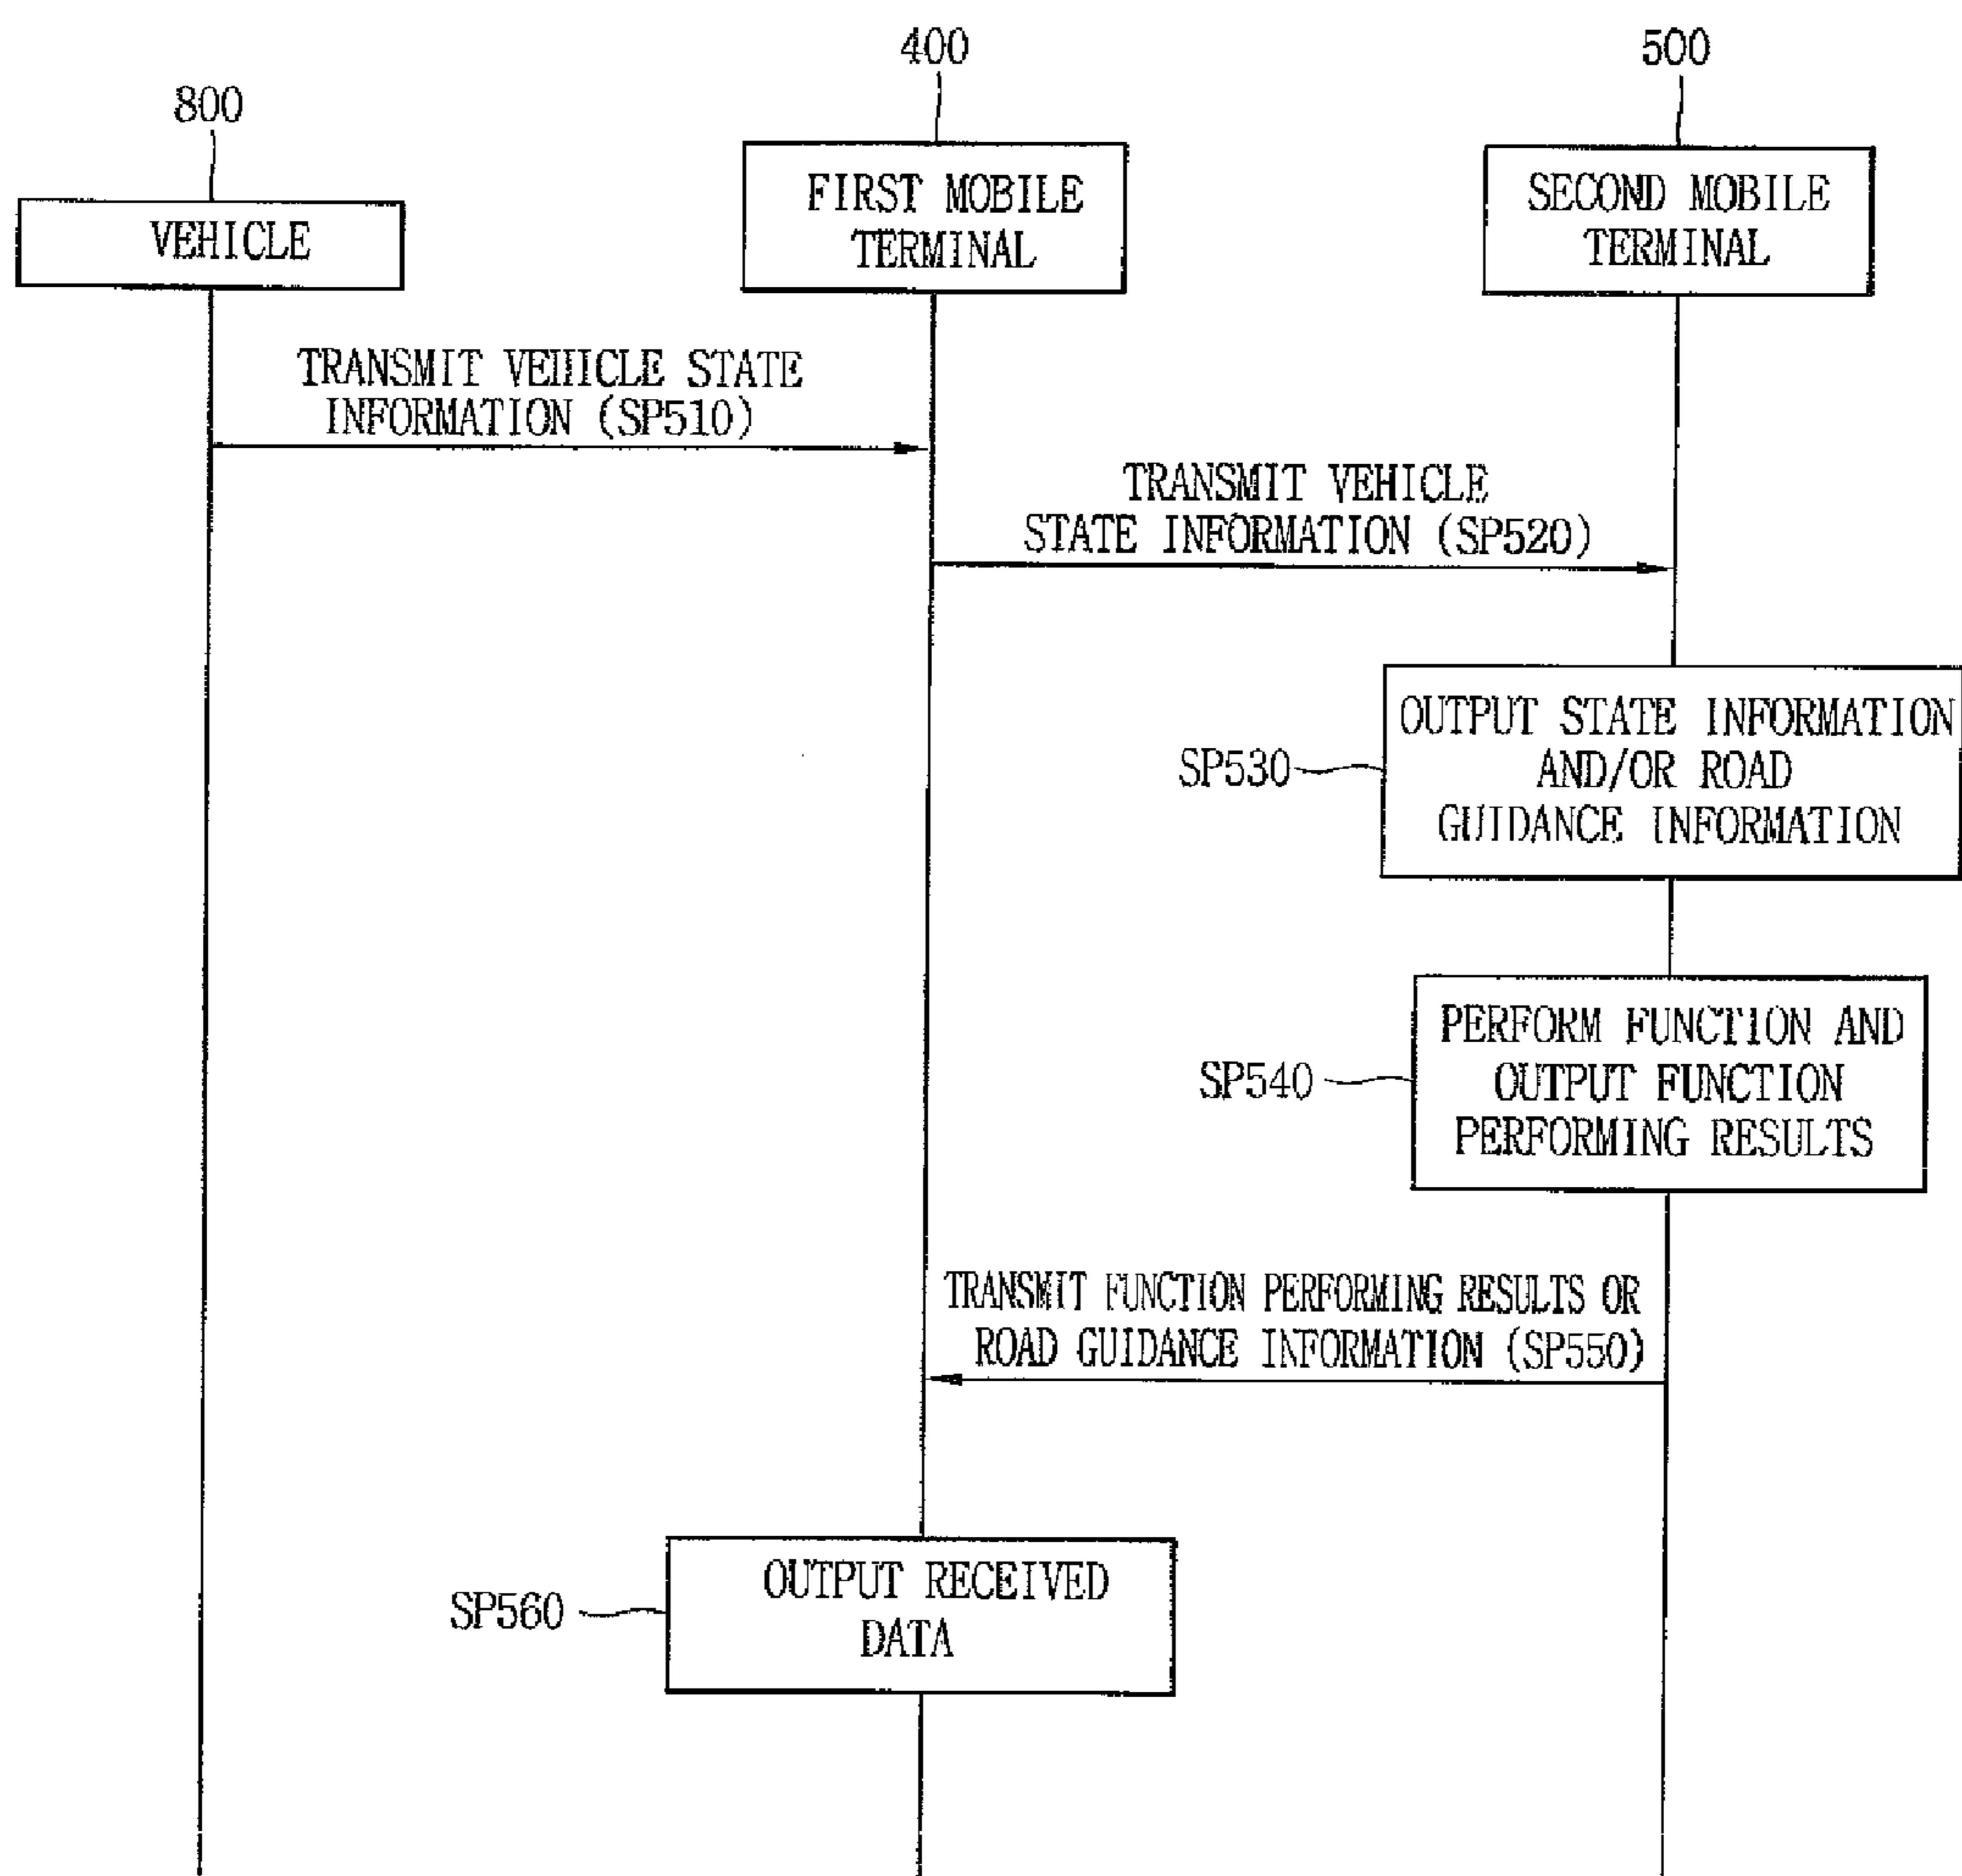 400
500
800
FIRST MOBILE
TERMINAL
SECOND MOBILE
TERMINAL
VEHICLE
TRANSMIT VEHICLE STATE
INFORMATION (SP510)
TRANSMIT VEHICLE
STATE INFORMATION (SP520)
OUTPUT STATE INFORMATION
AND/OR ROAD
GUIDANCE INFORMATION
SP530
PERFORM FUNCTION AND
OUTPUT FUNCTION
PERFORMING RESULTS
SP540
TRANSMIT FUNCTION PERFORMING RESULTS OR
ROAD GUIDANCE INFORMATION (SP550)
OUTPUT RECEIVED
DATA
SP560